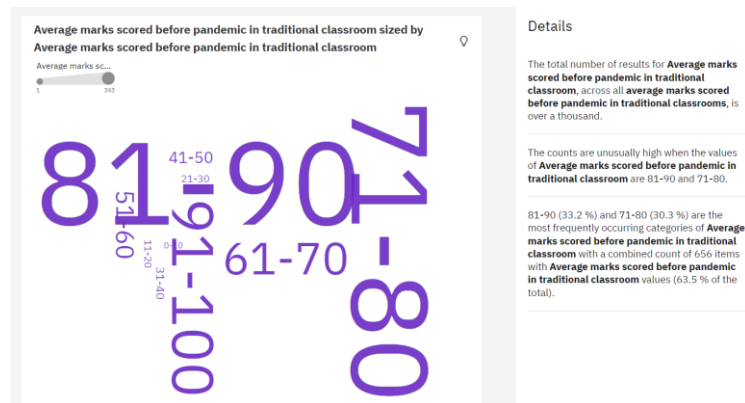 Average marks scored before pandemic in traditional classroom sized by
Average marks scored before pandemic in traditional classroom
Average marks sc...
1
343
81-90
71-80
41-50
21-30
51-60
91-100
11-20
0-10
31-40
61-70
Details
The total number of results for Average marks
scored before pandemic in traditional
classroom, across all average marks scored
before pandemic in traditional classrooms, is
over a thousand.
The counts are unusually high when the values
of Average marks scored before pandemic in
traditional classroom are 81-90 and 71-80.
81-90 (33.2 %) and 71-80 (30.3 %) are the
most frequently occurring categories of Average
marks scored before pandemic in traditional
classroom with a combined count of 656 items
with Average marks scored before pandemic
in traditional classroom values (63.5 % of the
total).